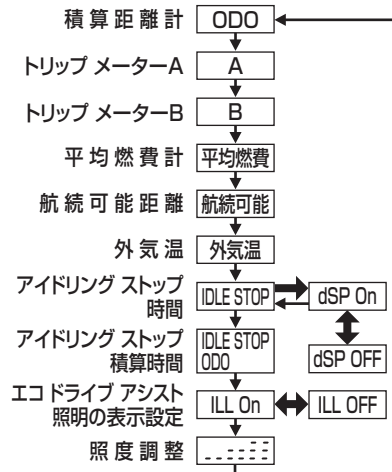 積算距離計 ODO
トリップ メーターA A
トリップ メーターB B
平均燃費計 平均燃費
航続可能距離 航続可能
外気温 外気温
アイドリング ストップ
時間
IDLE STOP
dSP On
dSP OFF
アイドリング ストップ
積算時間
IDLE STOP
ODO
エコ ドライブ アシスト
照明の表示設定
ILL On
ILL OFF
照度調整